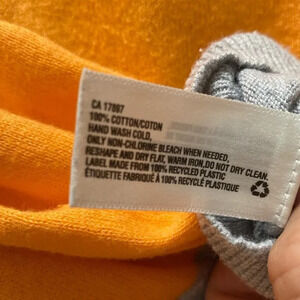 CA 17897
100% COTTON/COTON
HAND WASH COLD,
ONLY NON-CHLORINE BLEACH WHEN NEEDED,
RESHAPE AND DRY FLAT, WARM IRON, DO NOT DRY CLEAN.
LABEL MADE FROM 100% RECYCLED PLASTIC
ÉTIQUETTE FABRIQUÉ À 100% RECYCLÉ PLASTIQUE